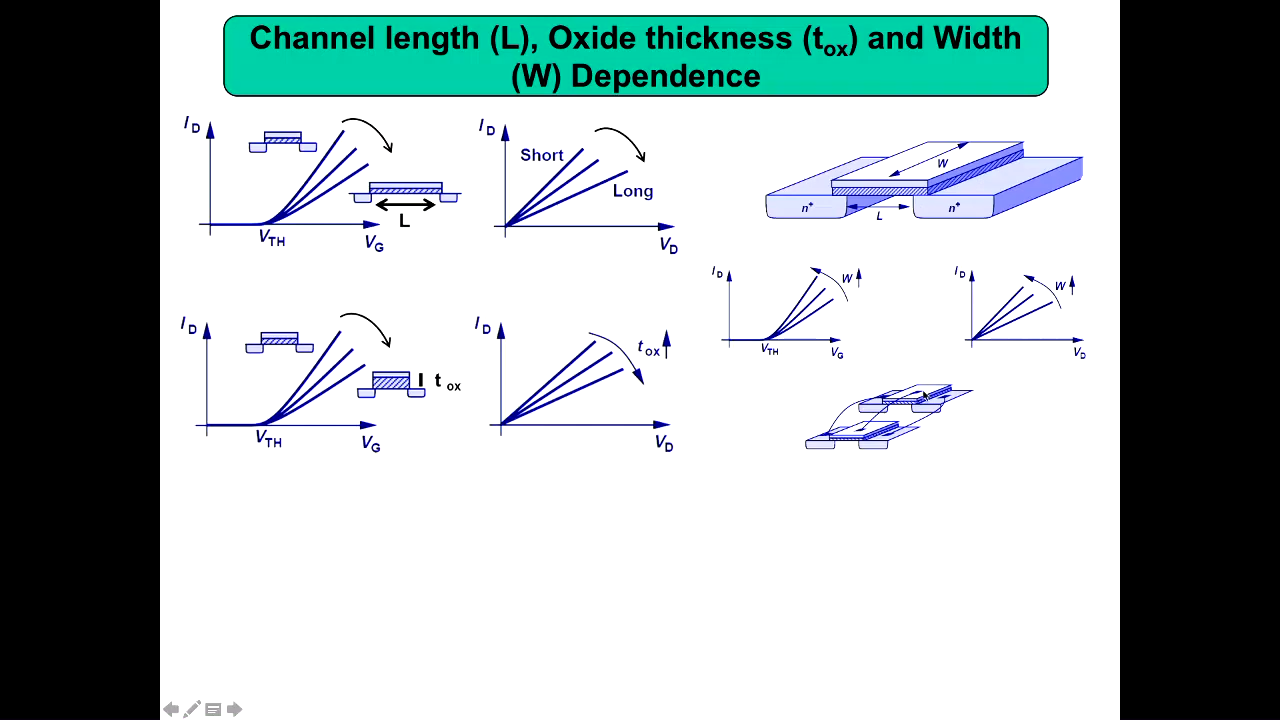 Channel length (L), Oxide thickness (tox) and Width
(W) Dependence
ID
VTH
VG
L
ID
Short
Long
VD
W
n+
L
n+
ID
W
VTH
VG
ID
W
VD
ID
VTH
VG
tox
ID
tox
VD